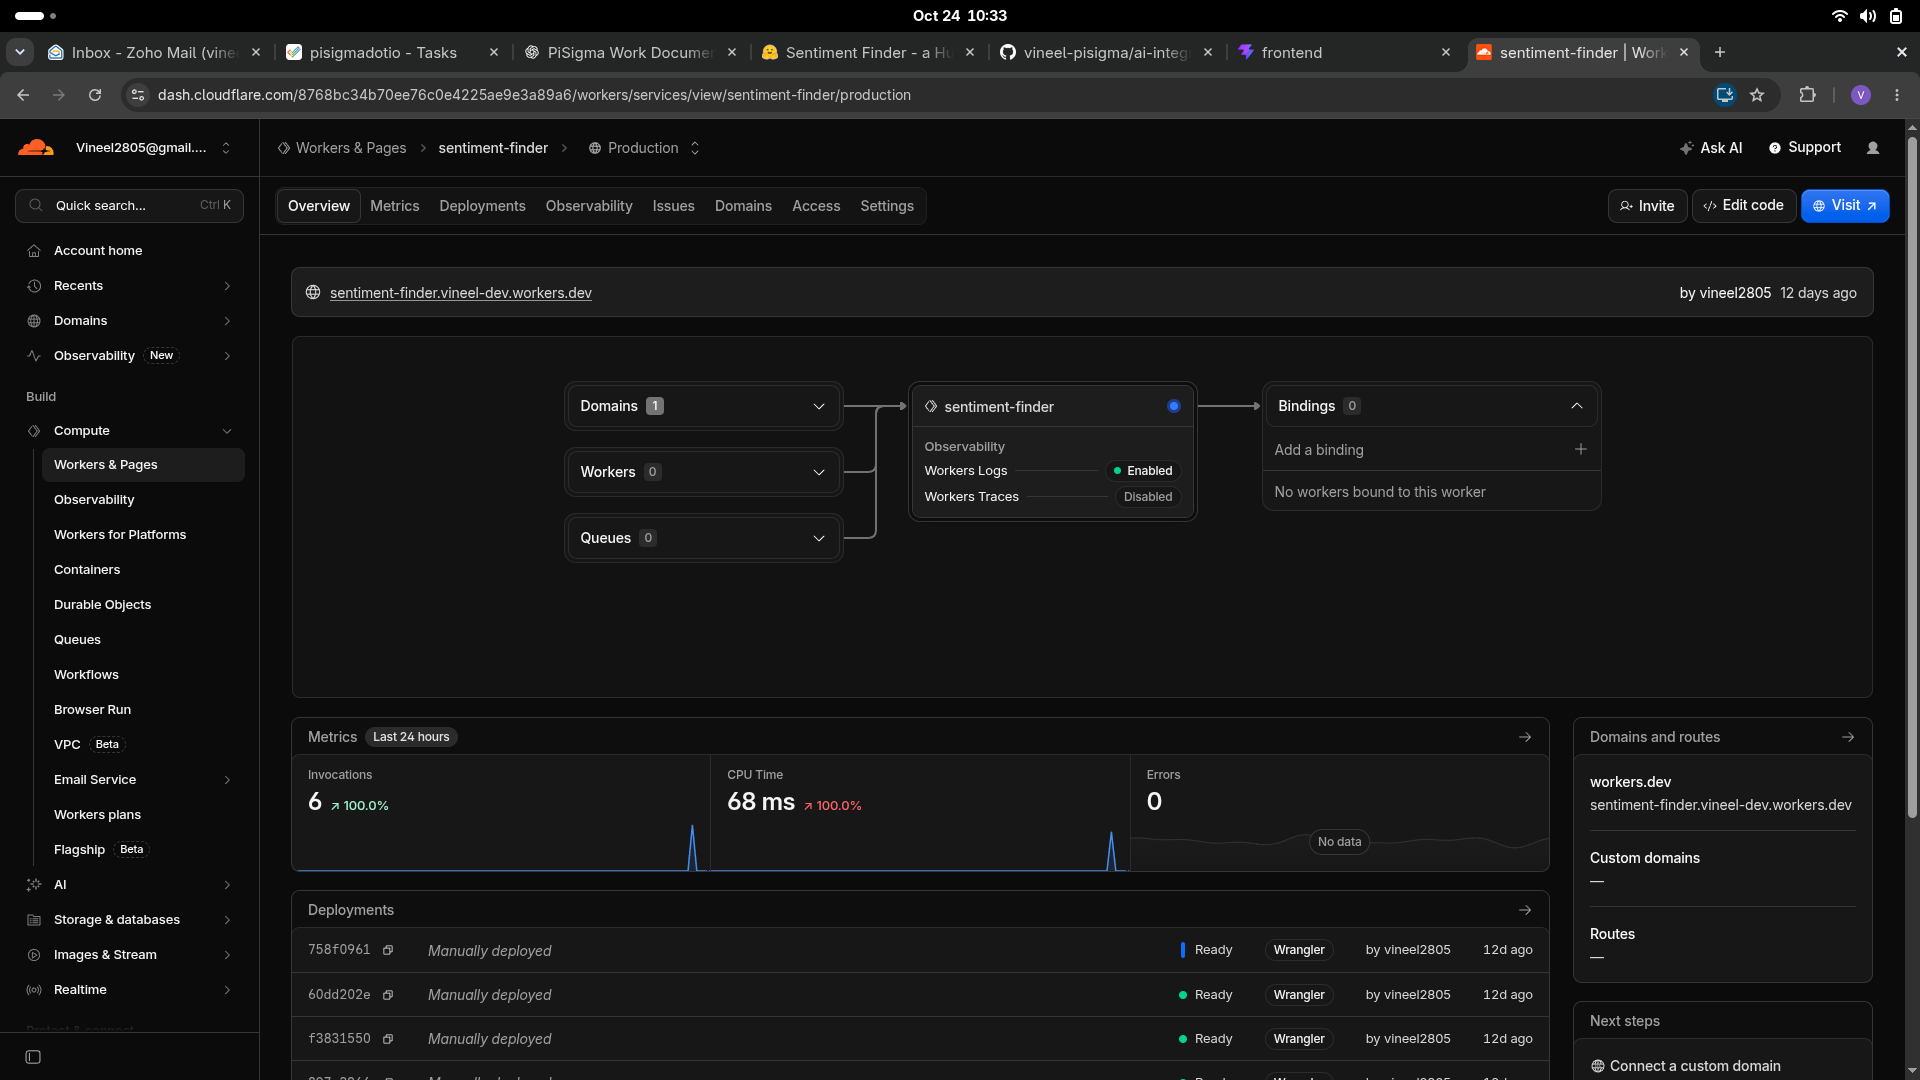 Oct 24 10:33
Inbox - Zoho Mail (vine
pisigmadotio - Tasks
PiSigma Work Documen
Sentiment Finder - a Hu
vineel-pisigma/ai-integ
frontend
sentiment-finder | Work
dash.cloudflare.com/8768bc34b70ee76c0e4225ae9e3a89a6/workers/services/view/sentiment-finder/production
V
Vineel2805@gmail....
Workers & Pages
sentiment-finder
Production
Ask AI
Support
Quick search...
Ctrl K
Overview
Metrics
Deployments
Observability
Issues
Domains
Access
Settings
Invite
Edit code
Visit
Account home
Recents
Domains
Observability New
Build
Compute
Workers & Pages
Observability
Workers for Platforms
Containers
Durable Objects
Queues
Workflows
Browser Run
VPC Beta
Email Service
Workers plans
Flagship Beta
AI
Storage & databases
Images & Stream
Realtime
Protect & connect
sentiment-finder.vineel-dev.workers.dev
by vineel2805 12 days ago
Domains 1
Workers 0
Queues 0
sentiment-finder
Observability
Workers Logs Enabled
Workers Traces Disabled
Bindings 0
Add a binding
No workers bound to this worker
Metrics Last 24 hours
Invocations
6 100.0%
CPU Time
68 ms 100.0%
Errors
0
No data
Deployments
758f0961 Manually deployed Ready Wrangler by vineel2805 12d ago
60dd202e Manually deployed Ready Wrangler by vineel2805 12d ago
f3831550 Manually deployed Ready Wrangler by vineel2805 12d ago
Domains and routes
workers.dev
sentiment-finder.vineel-dev.workers.dev
Custom domains
—
Routes
—
Next steps
Connect a custom domain